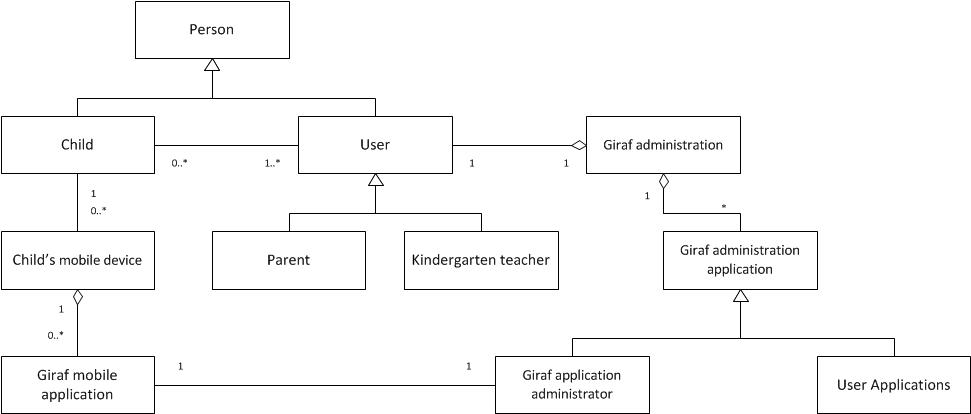 Person
Child
User
Giraf administration
0..*
1..*
1
1
1
0..*
1
*
Child's mobile device
Parent
Kindergarten teacher
Giraf administration
application
1
0..*
Giraf mobile
application
1
1
Giraf application
administrator
User Applications